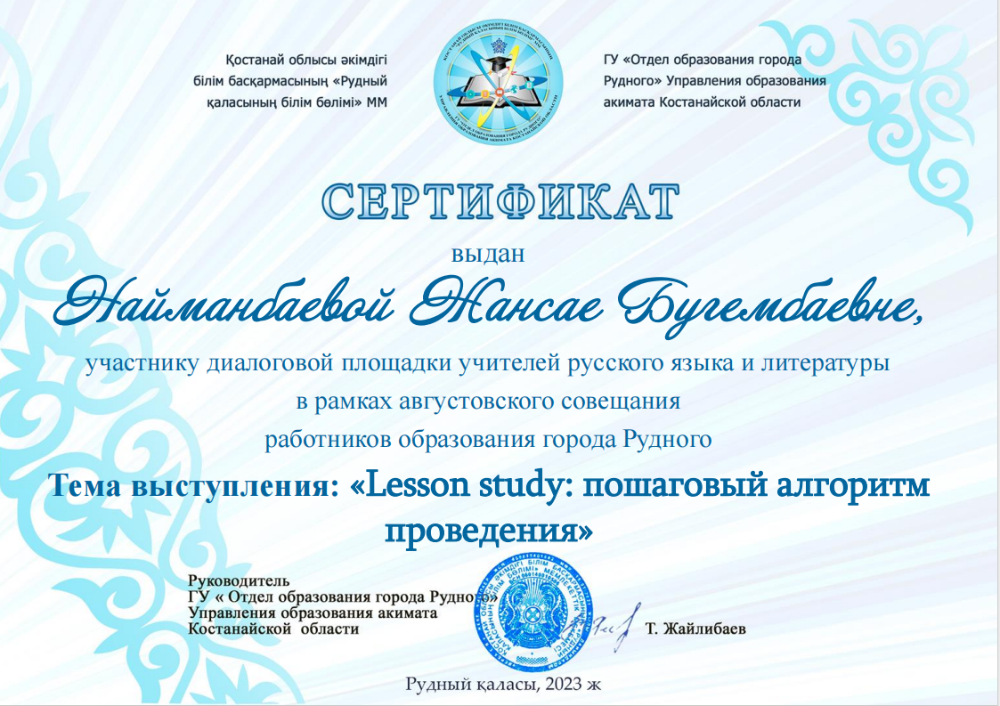 Қостанай облысы әкімдігі
білім басқармасының «Рудный
қаласының білім бөлімі» ММ
ГУ «Отдел образования города
Рудного» Управления образования
акимата Костанайской области
СЕРТИФИКАТ
выдан
Найманбаевой Жансае Бугембаевне,
участнику диалоговой площадки учителей русского языка и литературы
в рамках августовского совещания
работников образования города Рудного
Тема выступления: «Lesson study: пошаговый алгоритм
проведения»
Руководитель
ГУ « Отдел образования города Рудного»
Управления образования акимата
Костанайской области
Т. Жайлибаев
Рудный қаласы, 2023 ж